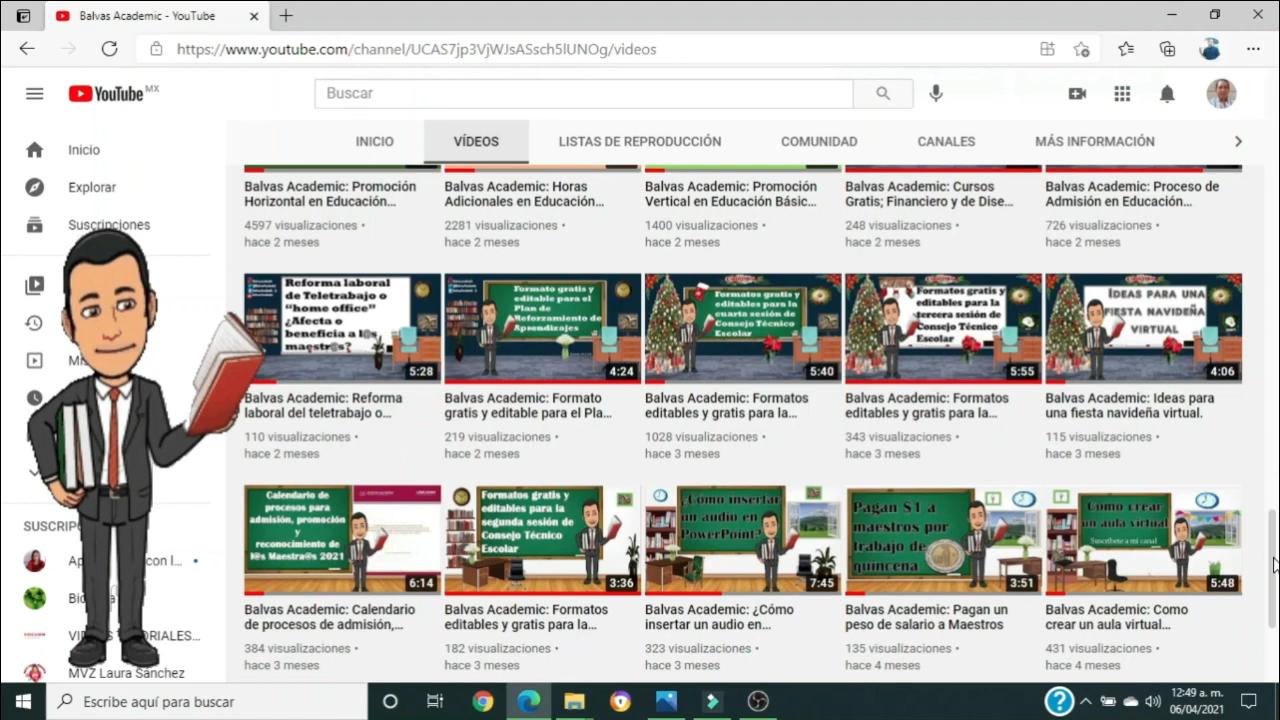 Balvas Academic - YouTube
https://www.youtube.com/channel/UCAS7jp3VjWJsASsch5lUNOg/videos
YouTube MX
Buscar
INICIO
VÍDEOS
LISTAS DE REPRODUCCIÓN
COMUNIDAD
CANALES
MÁS INFORMACIÓN
Inicio
Explorar
Suscripciones
Balvas Academic: Promoción
Horizontal en Educación...
4597 visualizaciones •
hace 2 meses
Balvas Academic: Horas
Adicionales en Educación...
2281 visualizaciones •
hace 2 meses
Balvas Academic: Promoción
Vertical en Educación Básic...
1400 visualizaciones •
hace 2 meses
Balvas Academic: Cursos
Gratis; Financiero y de Dise...
248 visualizaciones •
hace 2 meses
Balvas Academic: Proceso de
Admisión en Educación...
726 visualizaciones •
hace 2 meses
Reforma laboral
de Teletrabajo o
"home office"
¿Afecta o
beneficia a l@s
maestr@s?
5:28
Balvas Academic: Reforma
laboral del teletrabajo o...
110 visualizaciones •
hace 2 meses
Formato gratis y
editable para el
Plan de
Reforzamiento de
Aprendizajes
4:24
Balvas Academic: Formato
gratis y editable para el Pla...
219 visualizaciones •
hace 2 meses
Formatos gratis y
editables para la
cuarta sesión de
Consejo Técnico
Escolar
5:40
Balvas Academic: Formatos
editables y gratis para la...
1028 visualizaciones •
hace 3 meses
Formatos gratis y
editables para la
tercera sesión de
Consejo Técnico
Escolar
5:55
Balvas Academic: Formatos
editables y gratis para la...
343 visualizaciones •
hace 3 meses
IDEAS PARA UNA
FIESTA NAVIDEÑA
VIRTUAL
4:06
Balvas Academic: Ideas para
una fiesta navideña virtual.
115 visualizaciones •
hace 3 meses
Calendario de
procesos para
admisión, promoción
y
reconocimiento de
l@s Maestr@s 2021
6:14
Balvas Academic: Calendario
de procesos de admisión,...
384 visualizaciones •
hace 3 meses
Formatos gratis y
editables para la
segunda sesión de
Consejo Técnico
Escolar
3:36
Balvas Academic: Formatos
editables y gratis para la...
182 visualizaciones •
hace 3 meses
¿Como insertar
un audio en
PowerPoint?
7:45
Balvas Academic: ¿Cómo
insertar un audio en...
323 visualizaciones •
hace 3 meses
Pagan $1 a
maestros por
trabajo de
quincena
3:51
Balvas Academic: Pagan un
peso de salario a Maestros
135 visualizaciones •
hace 4 meses
Como crear
un aula virtual
Suscríbete a mi canal
5:48
Balvas Academic: Como
crear un aula virtual...
431 visualizaciones •
hace 4 meses
SUSCRIP
con l...
MVZ Laura Sánchez
Escribe aquí para buscar
12:49 a. m.
06/04/2021